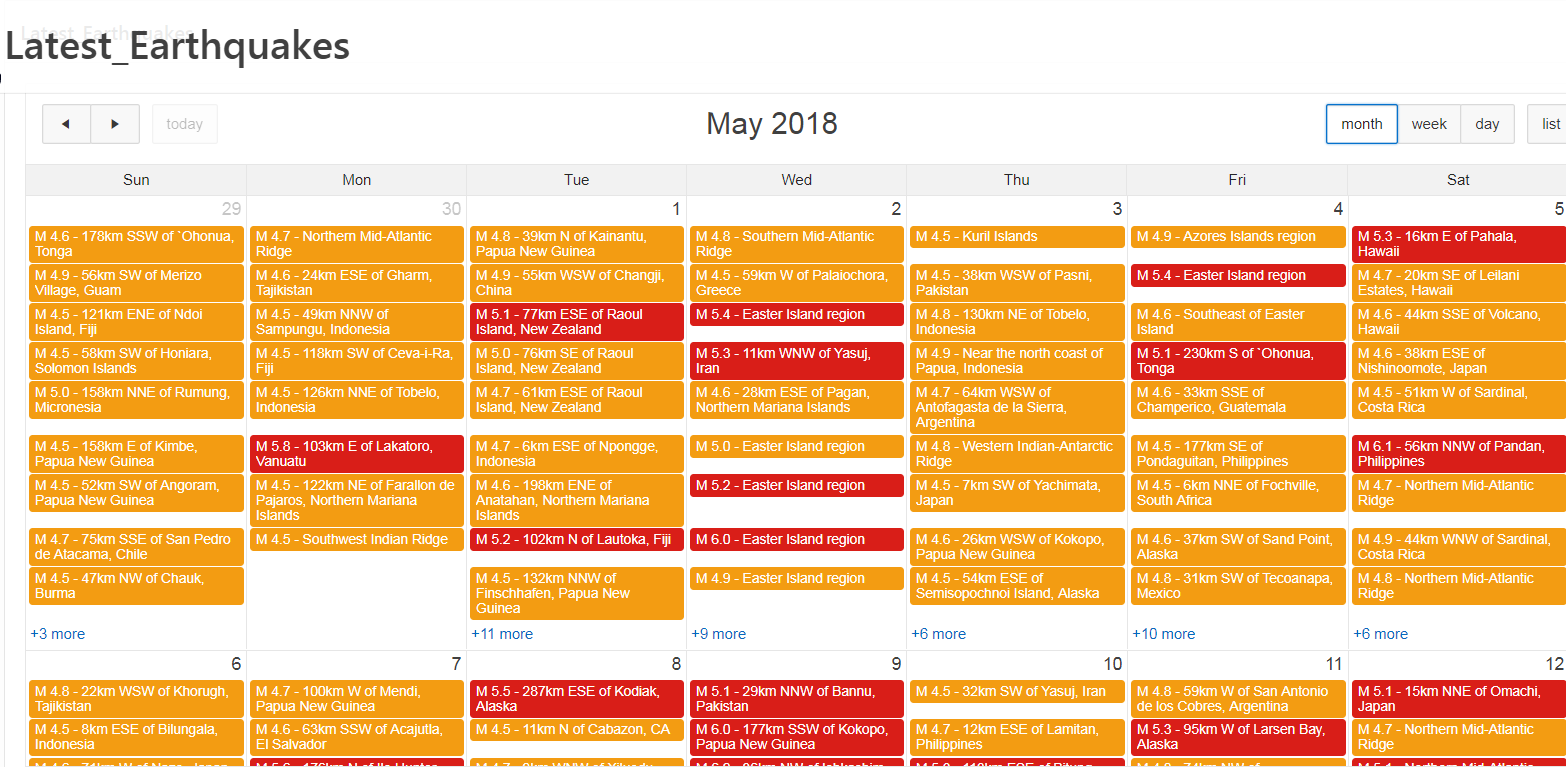 Latest_Earthquakes
Latest_Earthquakes
today
May 2018
month week day list
Sun Mon Tue Wed Thu Fri Sat
29
M 4.6 - 178km SSW of `Ohonua,
Tonga
M 4.9 - 56km SW of Merizo
Village, Guam
M 4.5 - 121km ENE of Ndoi
Island, Fiji
M 4.5 - 58km SW of Honiara,
Solomon Islands
M 5.0 - 158km NNE of Rumung,
Micronesia
M 4.5 - 158km E of Kimbe,
Papua New Guinea
M 4.5 - 52km SW of Angoram,
Papua New Guinea
M 4.7 - 75km SSE of San Pedro
de Atacama, Chile
M 4.5 - 47km NW of Chauk,
Burma
+3 more
30
M 4.7 - Northern Mid-Atlantic
Ridge
M 4.6 - 24km ESE of Gharm,
Tajikistan
M 4.5 - 49km NNW of
Sampung, Indonesia
M 4.5 - 118km SW of Ceva-i-Ra,
Fiji
M 4.5 - 126km NNE of Tobelo,
Indonesia
M 5.8 - 103km E of Lakatoro,
Vanuatu
M 4.5 - 122km NE of Farallon de
Pajaros, Northern Mariana
Islands
M 4.5 - Southwest Indian Ridge
1
M 4.8 - 39km N of Kainantu,
Papua New Guinea
M 4.9 - 55km WSW of Changji,
China
M 5.1 - 77km ESE of Raoul
Island, New Zealand
M 5.0 - 76km SE of Raoul
Island, New Zealand
M 4.7 - 61km ESE of Raoul
Island, New Zealand
M 4.7 - 6km ESE of Npongge,
Indonesia
M 4.6 - 198km ENE of
Anatahan, Northern Mariana
Islands
M 5.2 - 102km N of Lautoka, Fiji
M 4.5 - 132km NNW of
Finschhafen, Papua New
Guinea
+11 more
2
M 4.8 - Southern Mid-Atlantic
Ridge
M 4.5 - 59km W of Palaiochora,
Greece
M 5.4 - Easter Island region
M 5.3 - 11km WNW of Yasuj,
Iran
M 4.6 - 28km ESE of Pagan,
Northern Mariana Islands
M 5.0 - Easter Island region
M 5.2 - Easter Island region
M 6.0 - Easter Island region
M 4.9 - Easter Island region
+9 more
3
M 4.5 - Kuril Islands
M 4.5 - 38km WSW of Pasni,
Pakistan
M 4.8 - 130km NE of Tobelo,
Indonesia
M 4.9 - Near the north coast of
Papua, Indonesia
M 4.7 - 64km WSW of
Antofagasta de la Sierra,
Argentina
M 4.8 - Western Indian-Antarctic
Ridge
M 4.5 - 7km SW of Yachimata,
Japan
M 4.6 - 26km WSW of Kokopo,
Papua New Guinea
M 4.5 - 54km ESE of
Semisopochnoi Island, Alaska
+6 more
4
M 4.9 - Azores Islands region
M 5.4 - Easter Island region
M 4.6 - Southeast of Easter
Island
M 5.1 - 230km S of `Ohonua,
Tonga
M 4.6 - 33km SSE of
Champerico, Guatemala
M 4.5 - 177km SE of
Pondaguitan, Philippines
M 4.5 - 6km NNE of Fochville,
South Africa
M 4.6 - 37km SW of Sand Point,
Alaska
M 4.8 - 31km SW of Tecoanapa,
Mexico
+10 more
5
M 5.3 - 16km E of Pahala,
Hawaii
M 4.7 - 20km SE of Leilani
Estates, Hawaii
M 4.6 - 44km SSE of Volcano,
Hawaii
M 4.6 - 38km ESE of
Nishinoomote, Japan
M 4.5 - 51km W of Sardinal,
Costa Rica
M 6.1 - 56km NNW of Pandan,
Philippines
M 4.7 - Northern Mid-Atlantic
Ridge
M 4.9 - 44km WNW of Sardinal,
Costa Rica
M 4.8 - Northern Mid-Atlantic
Ridge
+6 more
6
M 4.8 - 22km WSW of Khorugh,
Tajikistan
M 4.5 - 8km ESE of Bilungala,
Indonesia
7
M 4.7 - 100km W of Mendi,
Papua New Guinea
M 4.6 - 63km SSW of Acajutla,
El Salvador
8
M 5.5 - 287km ESE of Kodiak,
Alaska
M 4.5 - 11km N of Cabazon, CA
9
M 5.1 - 29km NNW of Bannu,
Pakistan
M 6.0 - 177km SSW of Kokopo,
Papua New Guinea
10
M 4.5 - 32km SW of Yasuj, Iran
M 4.7 - 12km ESE of Lamitan,
Philippines
11
M 4.8 - 59km W of San Antonio
de los Cobres, Argentina
M 5.3 - 95km W of Larsen Bay,
Alaska
12
M 5.1 - 15km NNE of Omachi,
Japan
M 4.7 - Northern Mid-Atlantic
Ridge